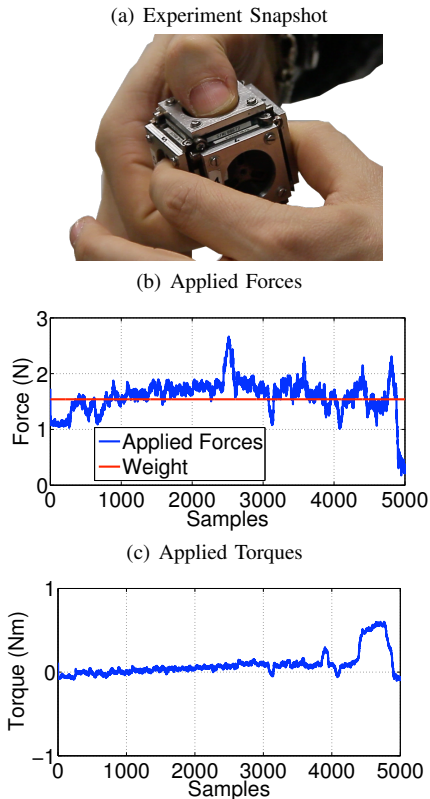 (a) Experiment Snapshot
(b) Applied Forces
3
2
1
0
Force (N)
Applied Forces
Weight
0 1000 2000 3000 4000 5000
Samples
(c) Applied Torques
1
0
−1
Torque (Nm)
0 1000 2000 3000 4000 5000
Samples